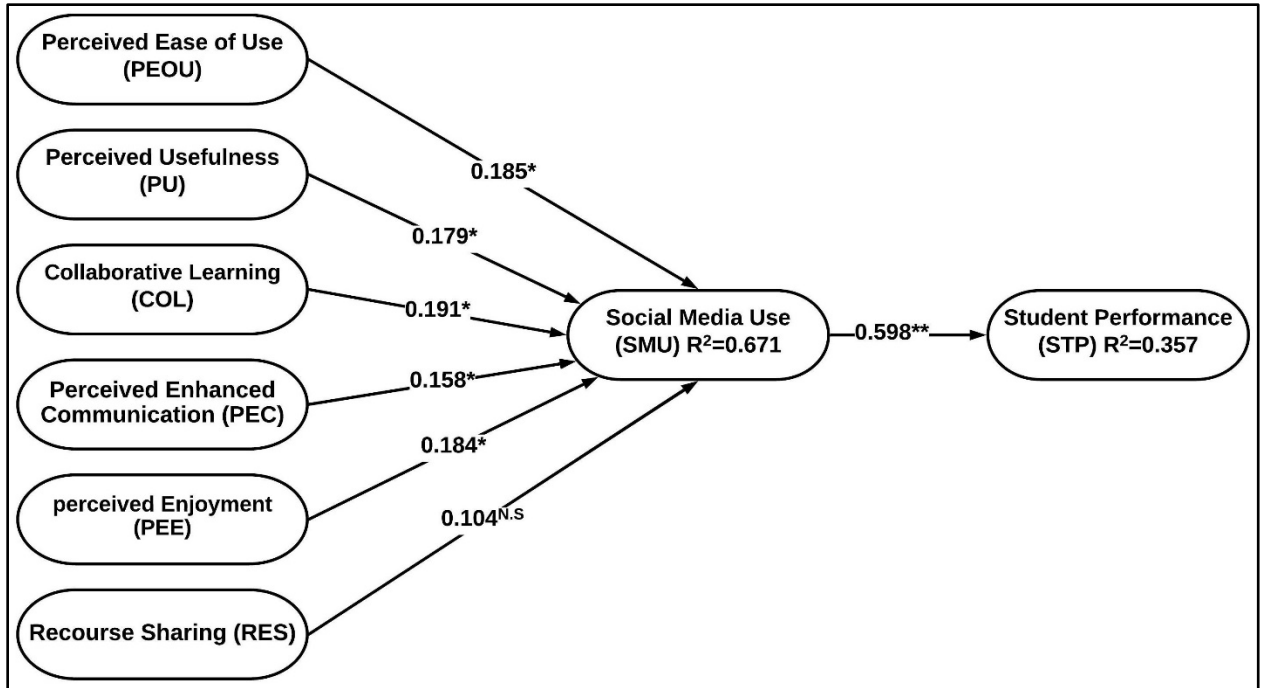 Perceived Ease of Use
(PEOU)
Perceived Usefulness
(PU)
Collaborative Learning
(COL)
Perceived Enhanced
Communication (PEC)
perceived Enjoyment
(PEE)
Recourse Sharing (RES)
0.185*
0.179*
0.191*
0.158*
0.184*
0.104N.S
Social Media Use
(SMU) R²=0.671
0.598**
Student Performance
(STP) R²=0.357